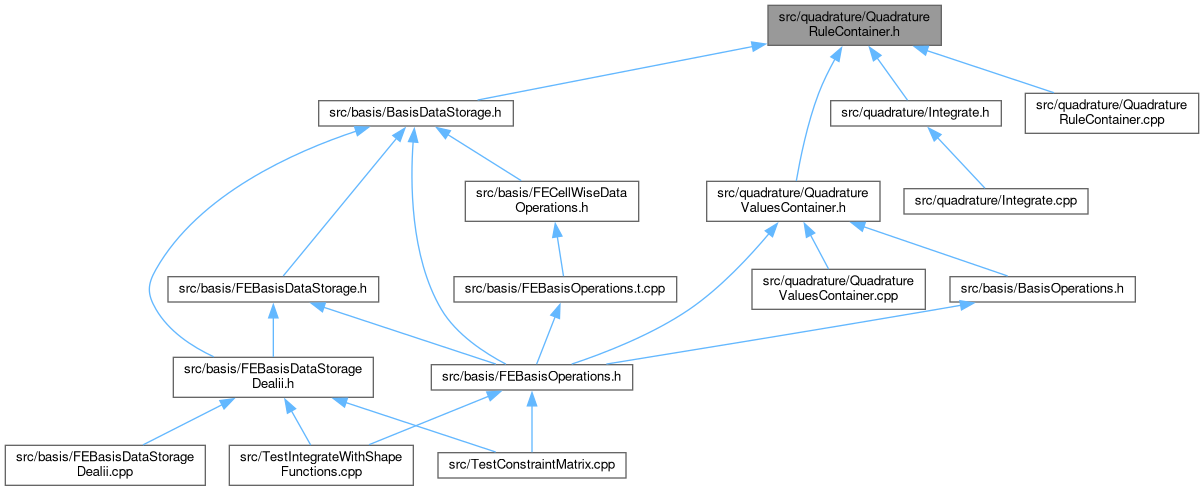 src/quadrature/Quadrature
RuleContainer.h
src/basis/BasisDataStorage.h
src/quadrature/Integrate.h
src/quadrature/Quadrature
RuleContainer.cpp
src/basis/FECellWiseData
Operations.h
src/quadrature/Quadrature
ValuesContainer.h
src/quadrature/Integrate.cpp
src/basis/FEBasisDataStorage.h
src/basis/FEBasisOperations.t.cpp
src/quadrature/Quadrature
ValuesContainer.cpp
src/basis/BasisOperations.h
src/basis/FEBasisDataStorage
Dealii.h
src/basis/FEBasisOperations.h
src/basis/FEBasisDataStorage
Dealii.cpp
src/TestIntegrateWithShape
Functions.cpp
src/TestConstraintMatrix.cpp